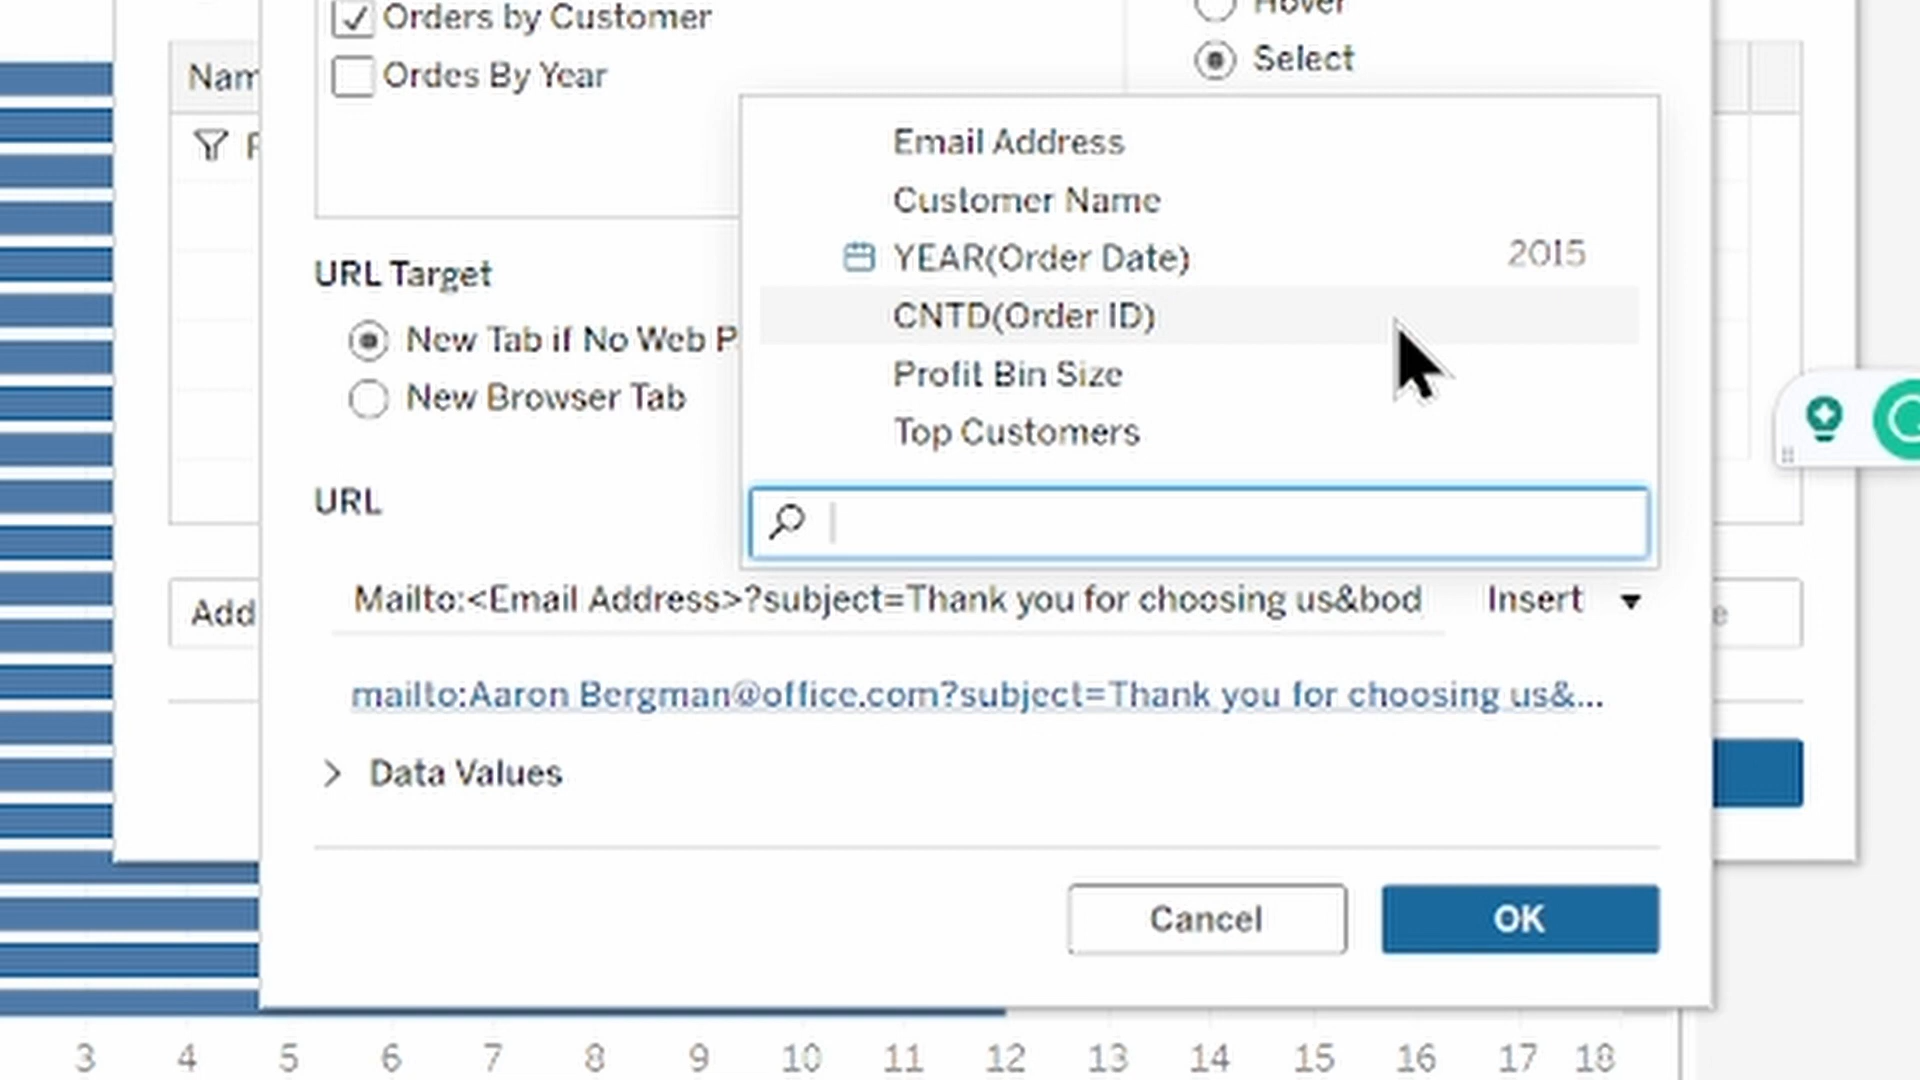 Orders by Customer
Hover
Ordes By Year
Select
Nam
Email Address
Customer Name
YEAR(Order Date)
2015
CNTD(Order ID)
Profit Bin Size
Top Customers
URL Target
New Tab if No Web P
New Browser Tab
URL
Mailto:<Email Address>?subject=Thank you for choosing us&bod
Insert
Add
e
mailto:Aaron Bergman@office.com?subject=Thank you for choosing us&...
Data Values
Cancel
OK
3 4 5 6 7 8 9 10 11 12 13 14 15 16 17 18